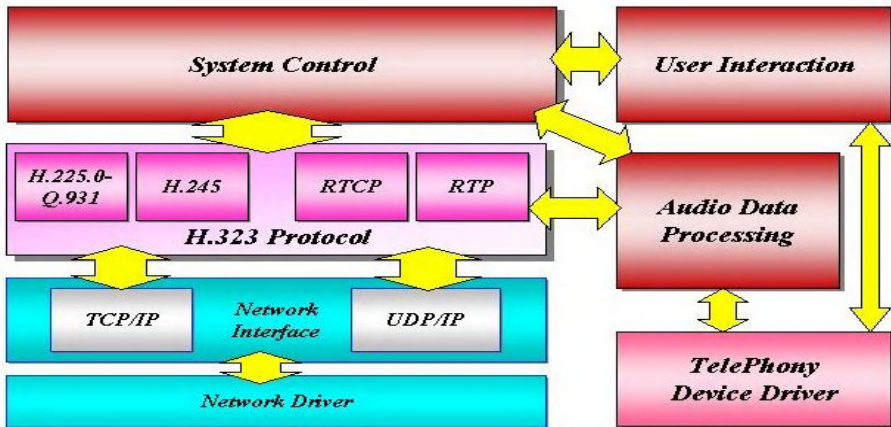 System Control
User Interaction
H.225.0-
Q.931
H.245
RTCP
RTP
H.323 Protocol
Audio Data
Processing
TCP/IP
Network
Interface
UDP/IP
Network Driver
TelePhony
Device Driver